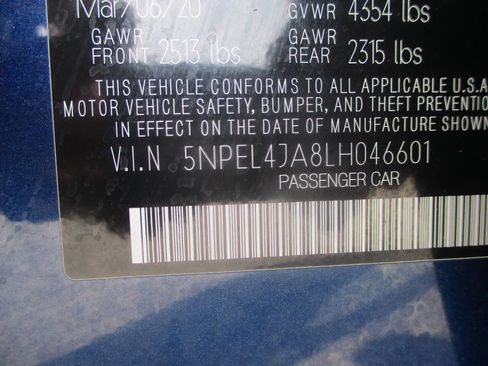 Mar/06/20 GVWR 4354 lbs
GAWR GAWR
FRONT 2513 lbs REAR 2315 lbs
THIS VEHICLE CONFORMS TO ALL APPLICABLE U.S.A
MOTOR VEHICLE SAFETY, BUMPER, AND THEFT PREVENTION
IN EFFECT ON THE DATE OF MANUFACTURE SHOWN
V.I.N 5NPEL4JA8LH046601
PASSENGER CAR